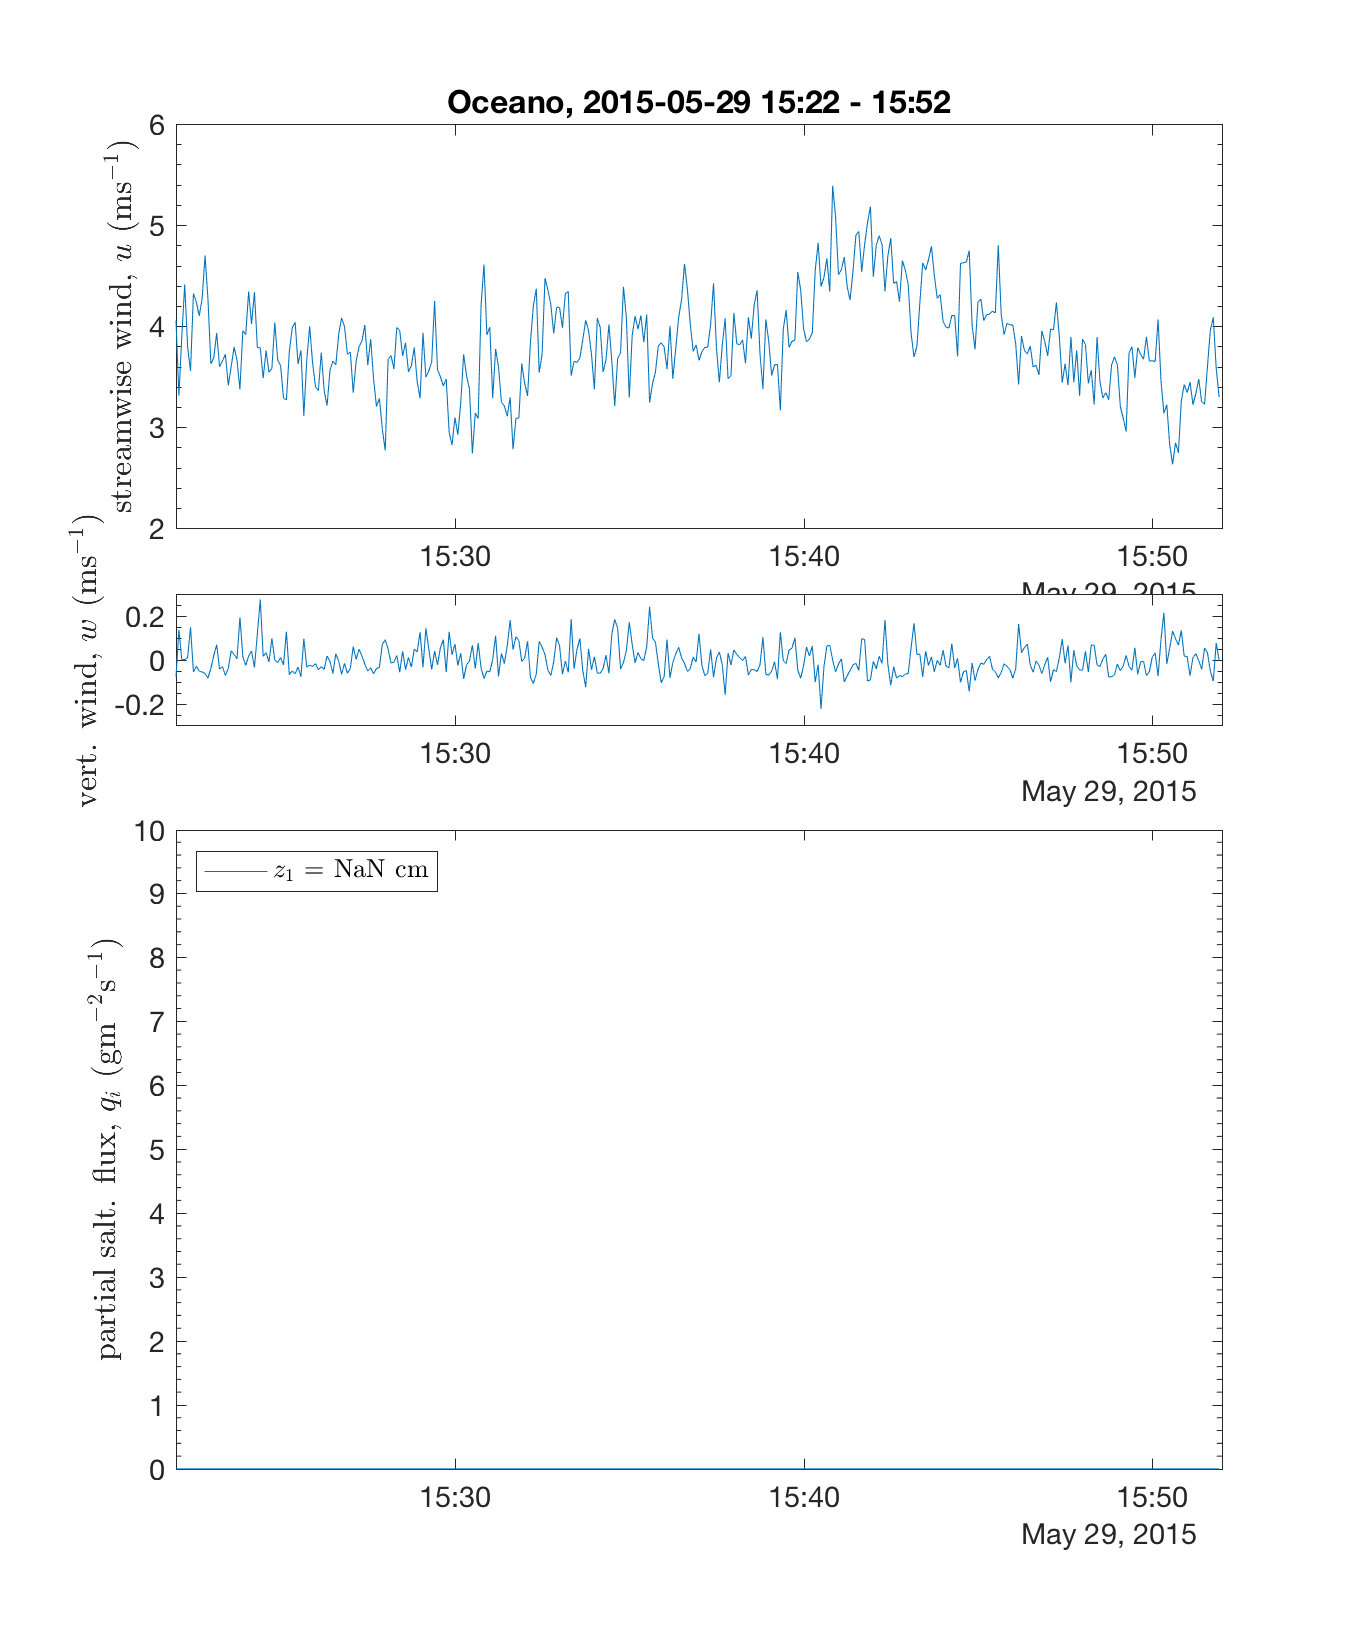 Oceano, 2015-05-29 15:22 - 15:52
streamwise wind, u (ms⁻¹)
6
5
4
3
2
15:30 15:40 15:50
May 29, 2015
vert. wind, w (ms⁻¹)
0.2
0
-0.2
15:30 15:40 15:50
May 29, 2015
partial salt. flux, qᵢ (gm⁻²s⁻¹)
10
9
8
7
6
5
4
3
2
1
0
z₁ = NaN cm
15:30 15:40 15:50
May 29, 2015